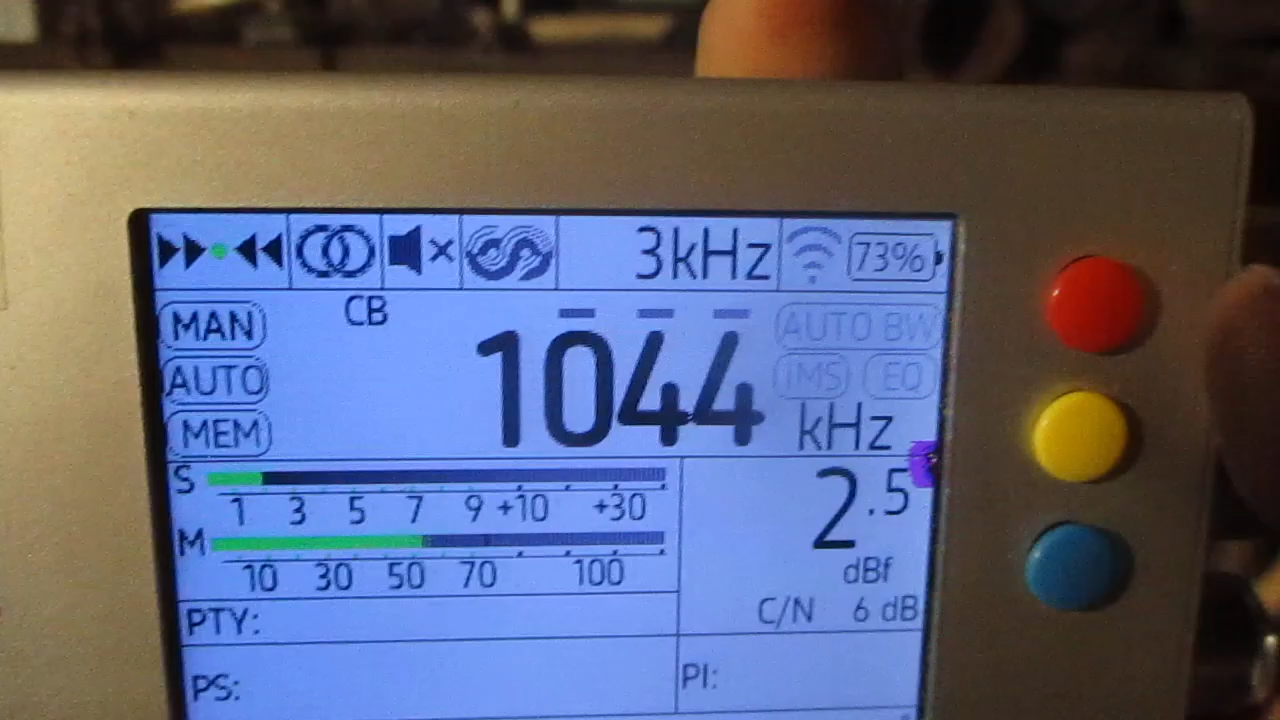 3kHz 73%
CB
MAN AUTO BW
1044
AUTO iMS EQ
MEM kHz
S
1 3 5 7 9 +10 +30
2.5
M
10 30 50 70 100
dBf
C/N 6 dB
PTY:
PS: PI: